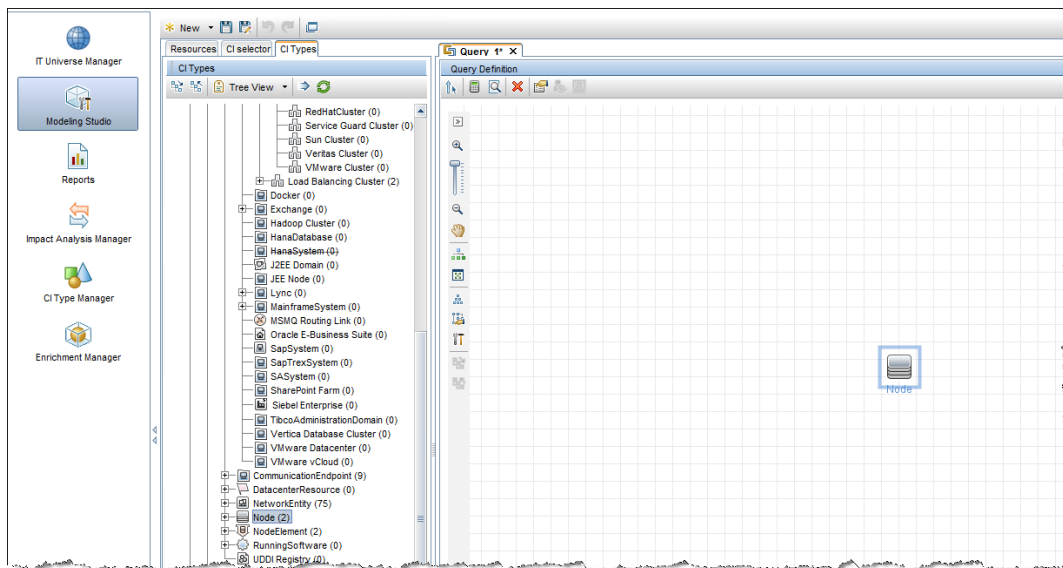 IT Universe Manager
Modeling Studio
Reports
Impact Analysis Manager
CI Type Manager
Enrichment Manager
New
Resources CI selector CI Types
CI Types
Tree View
RedHatCluster (0)
Service Guard Cluster (0)
Sun Cluster (0)
Veritas Cluster (0)
VMware Cluster (0)
Load Balancing Cluster (2)
Docker (0)
Exchange (0)
Hadoop Cluster (0)
HanaDatabase (0)
HanaSystem (0)
J2EE Domain (0)
JEE Node (0)
Lync (0)
MainframeSystem (0)
MSMQ Routing Link (0)
Oracle E-Business Suite (0)
SapSystem (0)
SapTrexSystem (0)
SASystem (0)
SharePoint Farm (0)
Siebel Enterprise (0)
TibcoAdministrationDomain (0)
Vertica Database Cluster (0)
VMware Datacenter (0)
VMware vCloud (0)
CommunicationEndpoint (9)
DatacenterResource (0)
NetworkEntity (75)
Node (2)
NodeElement (2)
RunningSoftware (0)
UDDI Registry (0)
Query 1* X
Query Definition
Node